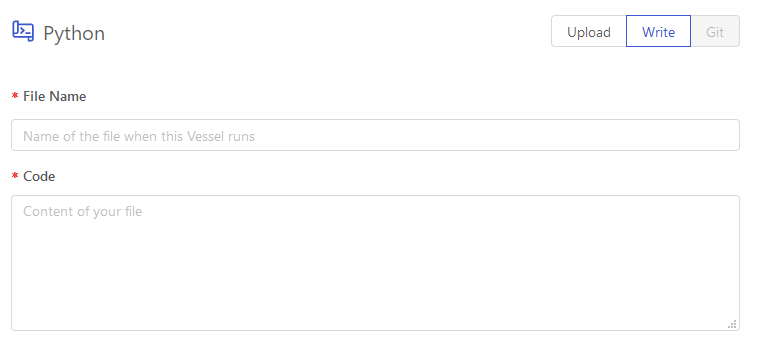 Python
Upload Write Git
* File Name
Name of the file when this Vessel runs
* Code
Content of your file